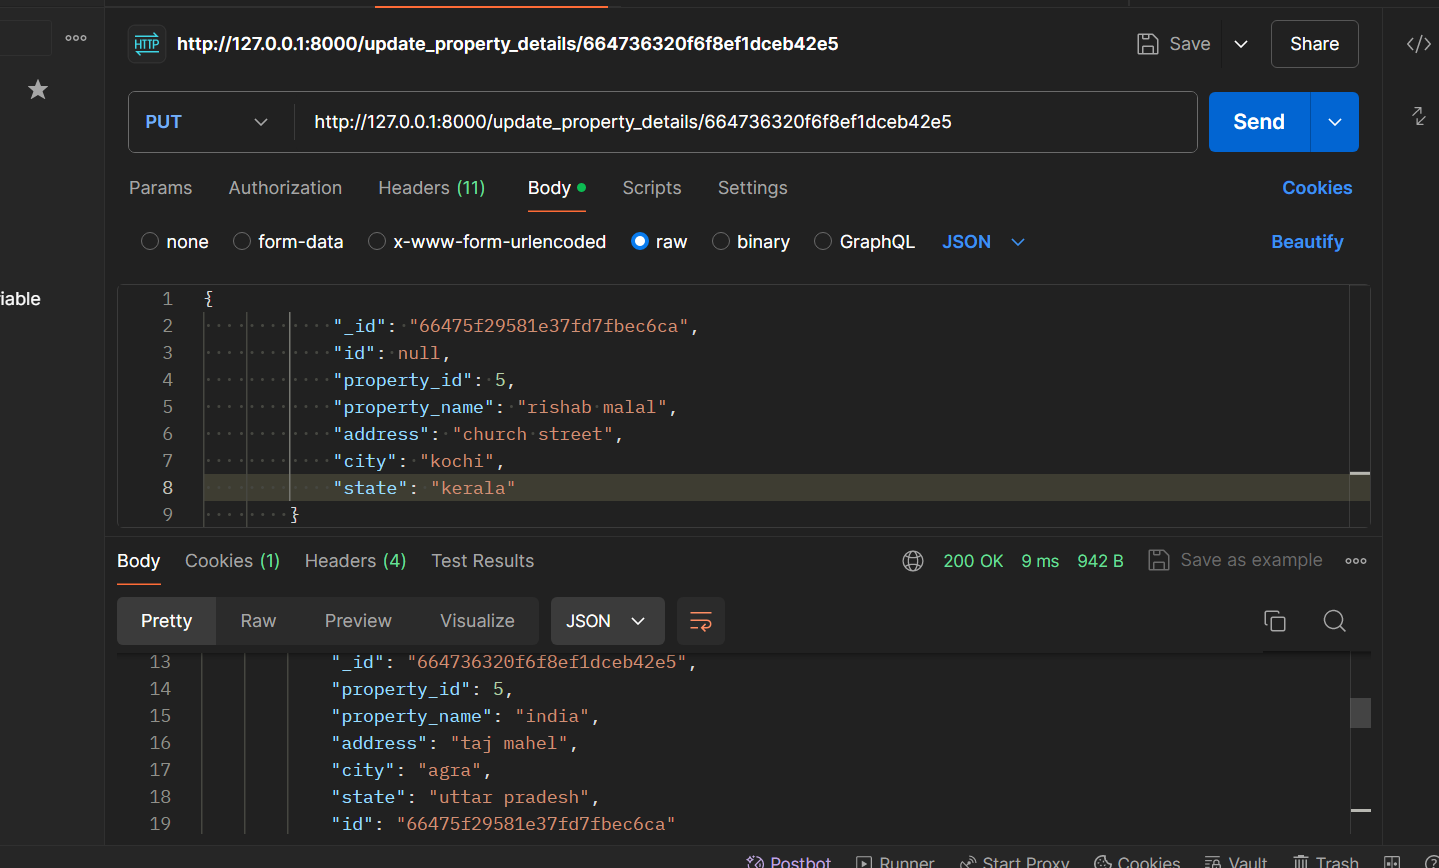 HTTP http://127.0.0.1:8000/update_property_details/664736320f6f8ef1dceb42e5 Save Share
PUT http://127.0.0.1:8000/update_property_details/664736320f6f8ef1dceb42e5 Send
Params Authorization Headers (11) Body Scripts Settings Cookies
none form-data x-www-form-urlencoded raw binary GraphQL JSON Beautify
iable
1 {
2 "_id": "66475f29581e37fd7fbec6ca",
3 "id": null,
4 "property_id": 5,
5 "property_name": "rishab malal",
6 "address": "church street",
7 "city": "kochi",
8 "state": "kerala"
9 }
Body Cookies (1) Headers (4) Test Results 200 OK 9 ms 942 B Save as example
Pretty Raw Preview Visualize JSON
13 "_id": "664736320f6f8ef1dceb42e5",
14 "property_id": 5,
15 "property_name": "india",
16 "address": "taj mahel",
17 "city": "agra",
18 "state": "uttar pradesh",
19 "id": "66475f29581e37fd7fbec6ca"
Postbot Runner Start Proxy Cookies Vault Trash